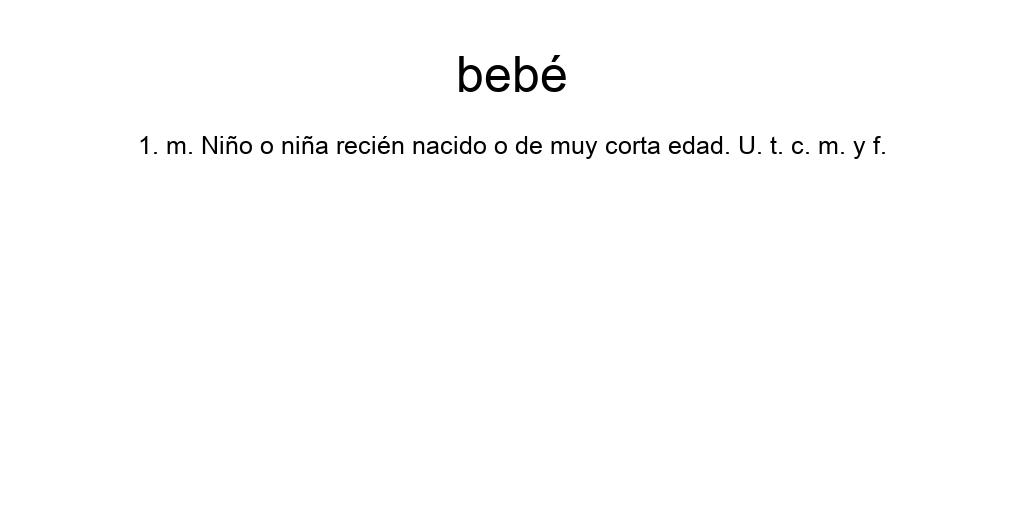 bebé
1. m. Niño o niña recién nacido o de muy corta edad. U. t. c. m. y f.